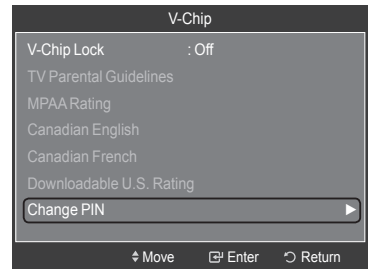 V-Chip
V-Chip Lock : Off
TV Parental Guidelines
MPAA Rating
Canadian English
Canadian French
Downloadable U.S. Rating
Change PIN
Move Enter Return